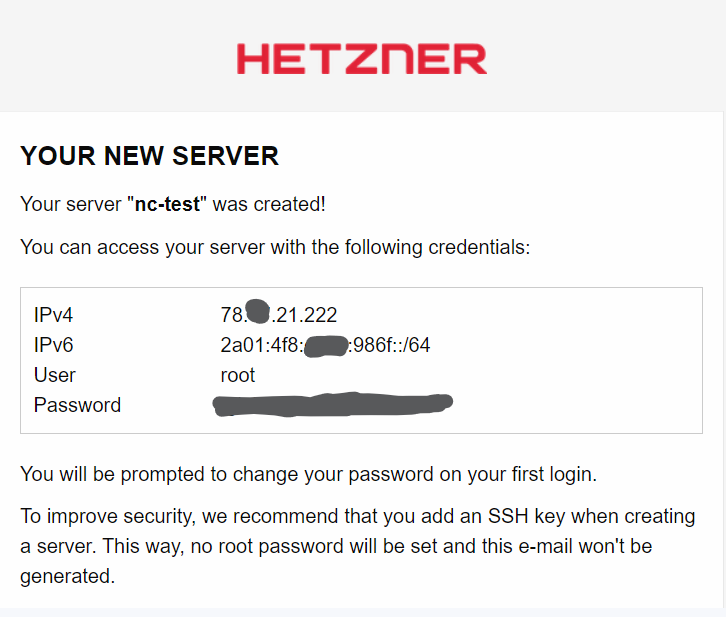 HETZNER
YOUR NEW SERVER
Your server "nc-test" was created!
You can access your server with the following credentials:
IPv4 78. .21.222
IPv6 2a01:4f8: :986f::/64
User root
Password
You will be prompted to change your password on your first login.
To improve security, we recommend that you add an SSH key when creating
a server. This way, no root password will be set and this e-mail won't be
generated.